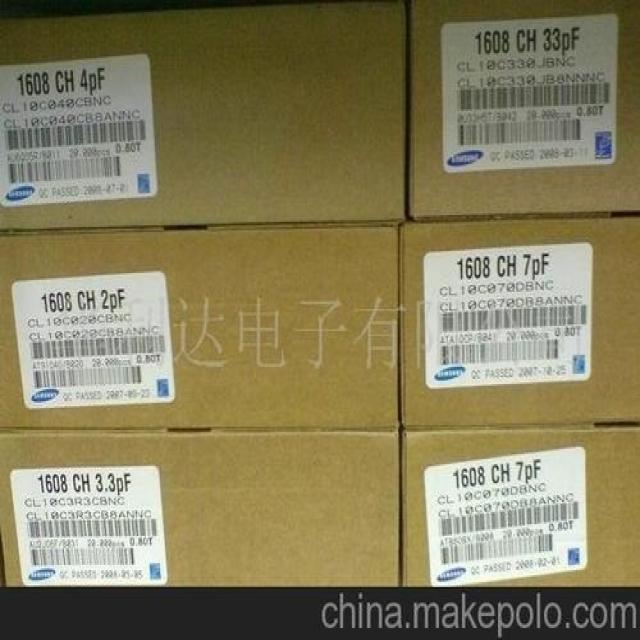 1608 CH 4pF
CL10C040CBNC
CL10C040CB8ANNC
20.000pcs 0.80T
SAMSUNG QC PASSED 2008-07-01
1608 CH 33pF
CL10C330JBNC
CL10C330JB8NNNC
20.000pcs 0.80T
SAMSUNG QC PASSED 2008-03-11
1608 CH 2pF
CL10C020CBNC
CL10C020CB8ANNC
20.000pcs 0.80T
SAMSUNG QC PASSED 2007-09-23
1608 CH 7pF
CL10C070DBNC
CL10C070DB8ANNC
20.000pcs 0.80T
SAMSUNG QC PASSED 2007-10-25
利达电子有限
1608 CH 3.3pF
CL10C3R3CBNC
CL10C3R3CB8ANNC
20.000pcs 0.80T
SAMSUNG QC PASSED 2008-05-05
1608 CH 7pF
CL10C070DBNC
CL10C070DB8ANNC
20.000pcs 0.80T
SAMSUNG QC PASSED 2008-02-01
china.makepolo.com